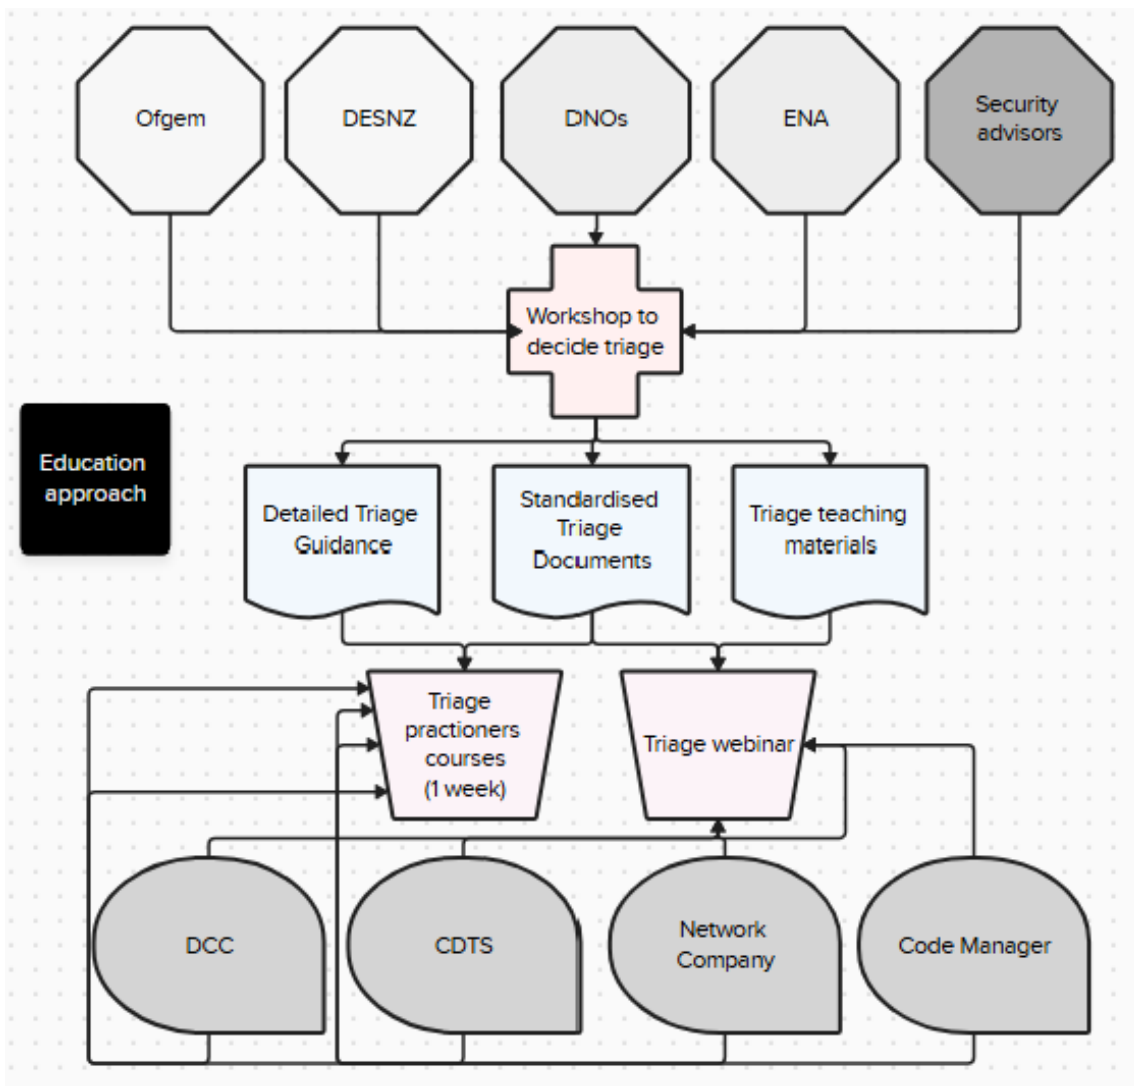 Ofgem
DESNZ
DNOs
ENA
Security
advisors
Workshop to
decide triage
Education
approach
Detailed Triage
Guidance
Standardised
Triage
Documents
Triage teaching
materials
Triage
practioners
courses
(1 week)
Triage webinar
DCC
CDTS
Network
Company
Code Manager